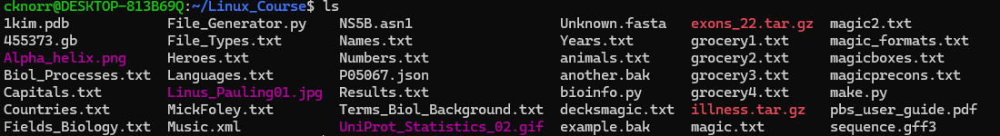 cknorr@DESKTOP-813B69Q:~/Linux_Course$ ls
1kim.pdb File_Generator.py NS5B.asn1 Unknown.fasta exons_22.tar.gz magic2.txt
455373.gb File_Types.txt Names.txt Years.txt grocery1.txt magic_formats.txt
Alpha_helix.png Heroes.txt Numbers.txt animals.txt grocery2.txt magicboxes.txt
Biol_Processes.txt Languages.txt P05067.json another.bak grocery3.txt magicprecons.txt
Capitals.txt Linus_Pauling01.jpg Results.txt bioinfo.py grocery4.txt make.py
Countries.txt MickFoley.txt Terms_Biol_Background.txt decksmagic.txt illness.tar.gz pbs_user_guide.pdf
Fields_Biology.txt Music.xml UniProt_Statistics_02.gif example.bak magic.txt sequence.gff3